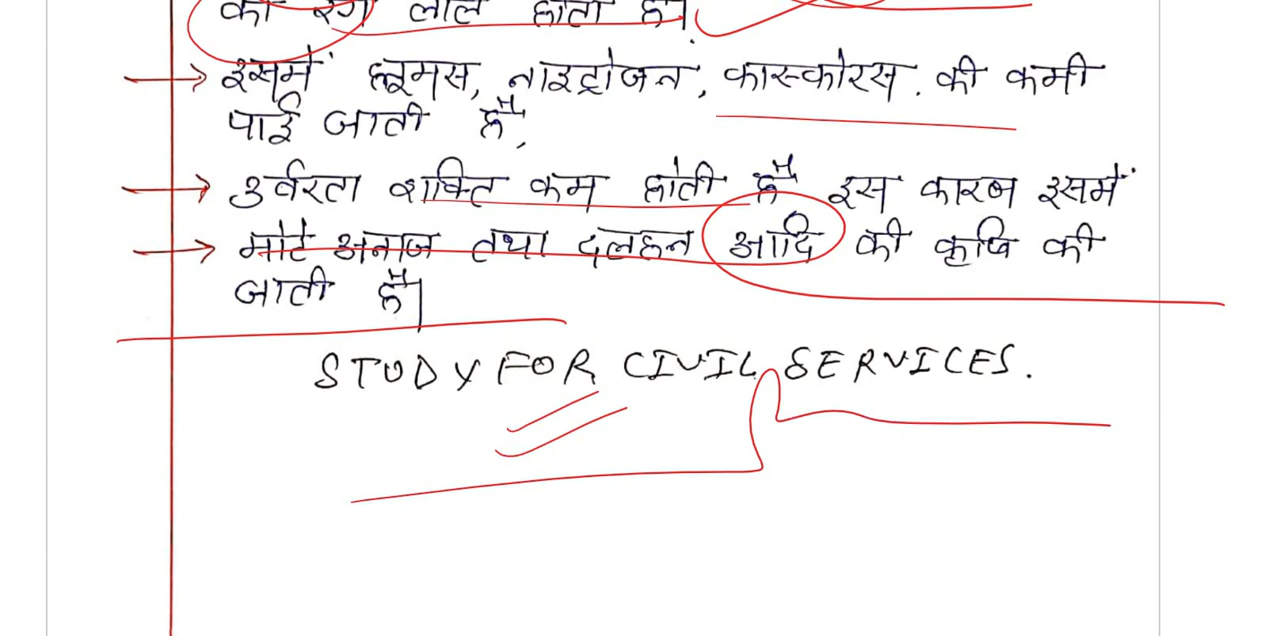 का रंग लाल होता है।
→ इसमें ह्यूमस, नाइट्रोजन, कास्कोरस. की कमी
पाई जाती है,
→ उर्वरता शक्ति कम होती है इस कारण इसमें
→ मोटे अनाज तथा दलहन आदि की कृषि की
जाती है।
STUDY FOR CIVIL SERVICES.